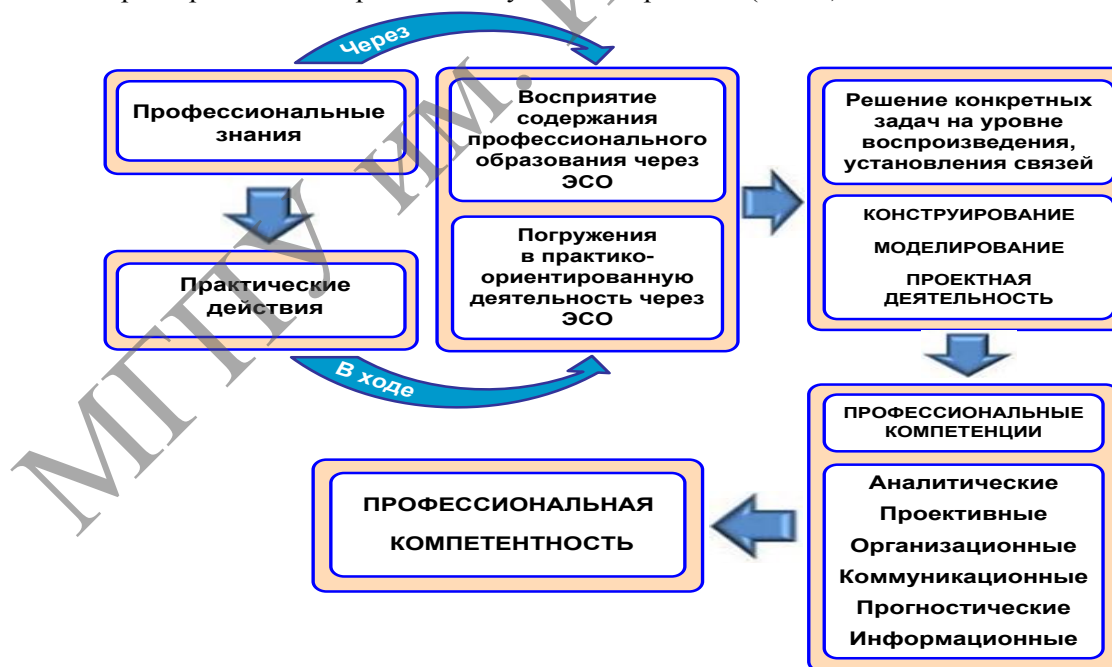 Через
Профессиональные
знания
Практические
действия
В ходе
Восприятие
содержания
профессионального
образования через
ЭСО
Погружения
в практико-
ориентированную
деятельность через
ЭСО
Решение конкретных
задач на уровне
воспроизведения,
установления связей
КОНСТРУИРОВАНИЕ
МОДЕЛИРОВАНИЕ
ПРОЕКТНАЯ
ДЕЯТЕЛЬНОСТЬ
ПРОФЕССИОНАЛЬНЫЕ
КОМПЕТЕНЦИИ
Аналитические
Проективные
Организационные
Коммуникационные
Прогностические
Информационные
ПРОФЕССИОНАЛЬНАЯ
КОМПЕТЕНТНОСТЬ
МГПУ им.